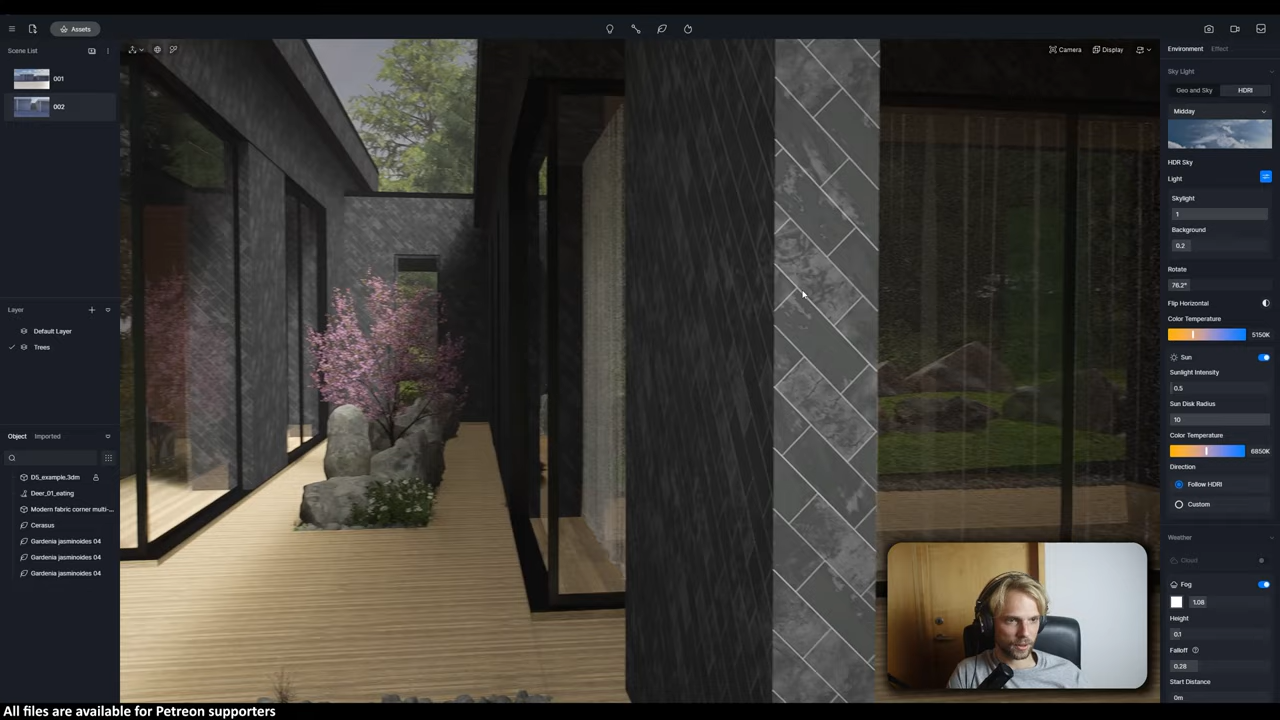 Assets
Scene List
001
002
Layer
Default Layer
Trees
Object Imported
D5_example.3dm
Deer_01_eating
Modern fabric corner multi-...
Cerasus
Gardenia jasminoides 04
Gardenia jasminoides 04
Gardenia jasminoides 04
Camera Display
Environment Effect
Sky Light
Geo and Sky HDRI
Midday
HDR Sky
Light
Skylight
1
Background
0.2
Rotate
76.2°
Flip Horizontal
Color Temperature
5150K
Sun
Sunlight Intensity
0.5
Sun Disk Radius
10
Color Temperature
6850K
Direction
Follow HDRI
Custom
Weather
Cloud
Fog
1.08
Height
0.1
Falloff
0.28
Start Distance
0m
All files are available for Petreon supporters